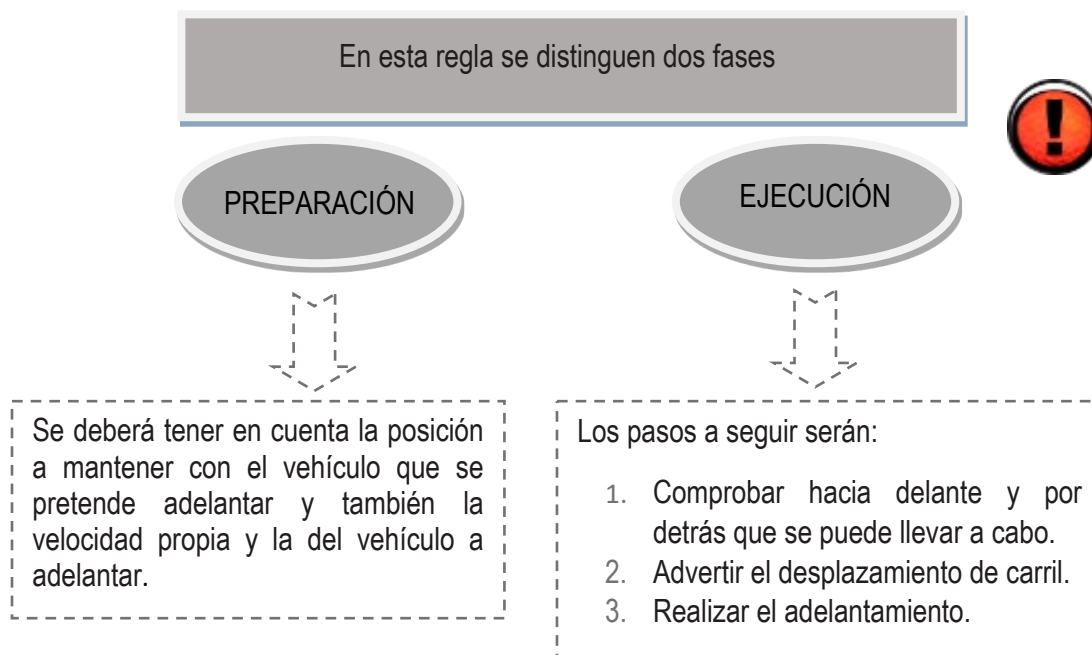 En esta regla se distinguen dos fases
PREPARACIÓN
EJECUCIÓN
Se deberá tener en cuenta la posición
a mantener con el vehículo que se
pretende adelantar y también la
velocidad propia y la del vehículo a
adelantar.
Los pasos a seguir serán:
1. Comprobar hacia delante y por
detrás que se puede llevar a cabo.
2. Advertir el desplazamiento de carril.
3. Realizar el adelantamiento.